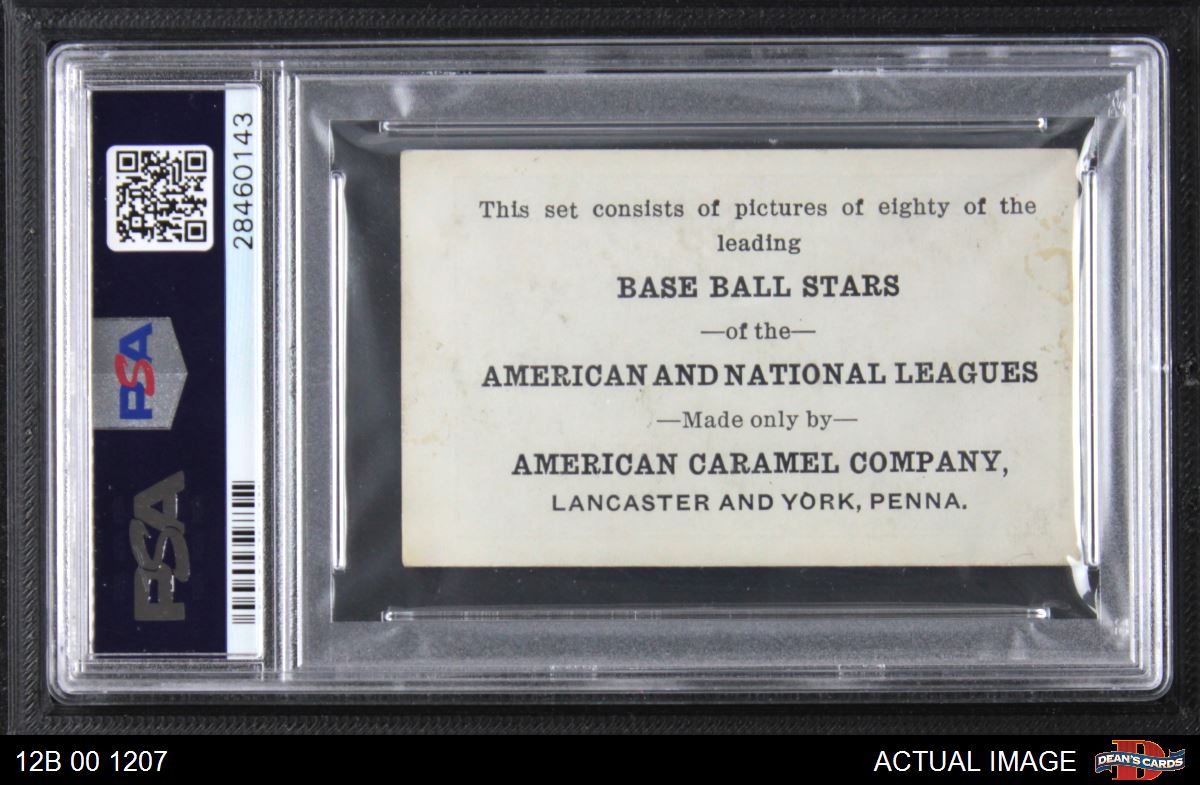 This set consists of pictures of eighty of the
leading
BASE BALL STARS
—of the—
AMERICAN AND NATIONAL LEAGUES
—Made only by—
AMERICAN CARAMEL COMPANY,
LANCASTER AND YORK, PENNA.
28460143
PSA
PSA
12B 00 1207
ACTUAL IMAGE
D
DEAN'S CARDS